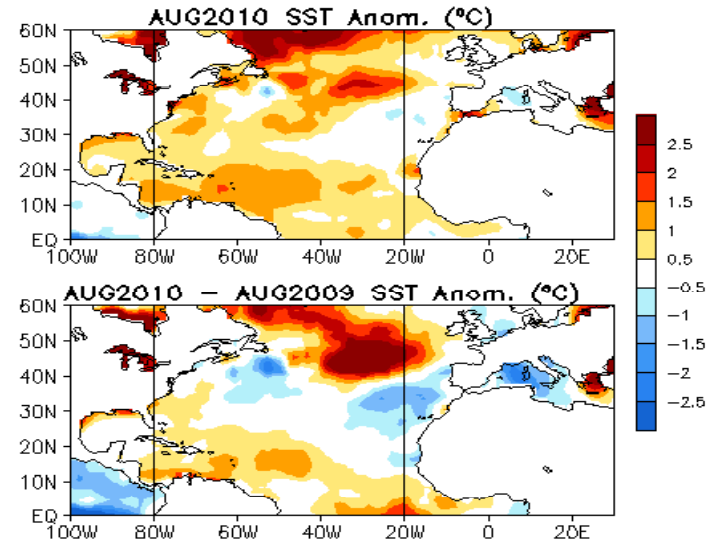 AUG2010 SST Anom. (ºC)
60N
50N
40N
30N
20N
10N
EQ
100W 80W 60W 40W 20W 0 20E
AUG2010 – AUG2009 SST Anom. (ºC)
60N
50N
40N
30N
20N
10N
EQ
100W 80W 60W 40W 20W 0 20E
2.5
2
1.5
1
0.5
−0.5
−1
−1.5
−2
−2.5